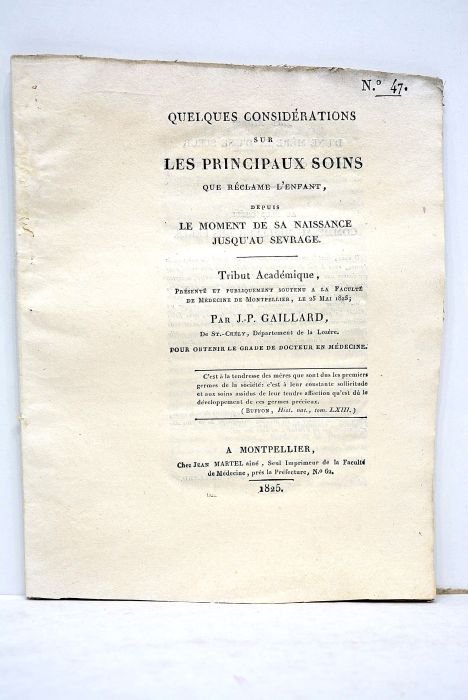 N.º 47.
QUELQUES CONSIDÉRATIONS
SUR
LES PRINCIPAUX SOINS
QUE RÉCLAME L'ENFANT,
DEPUIS
LE MOMENT DE SA NAISSANCE
JUSQU'AU SEVRAGE.
Tribut Académique,
PRÉSENTÉ ET PUBLIQUEMENT SOUTENU A LA FACULTÉ
DE MÉDECINE DE MONTPELLIER, LE 25 MAI 1825;
PAR J.-P. GAILLARD,
De ST.-CHÉLY, Département de la Lozère.
POUR OBTENIR LE GRADE DE DOCTEUR EN MÉDECINE.
C'est à la tendresse des mères que sont dus les premiers
germes de la société: c'est à leur constante sollicitude
et aux soins assidus de leur tendre affection qu'est dû le
développement de ces germes précieux.
(BUFFON, Hist. nat., tom. LXIII.)
A MONTPELLIER,
Chez JEAN MARTEL aîné, Seul Imprimeur de la Faculté
de Médecine, près la Préfecture, N.º 62.
1825.